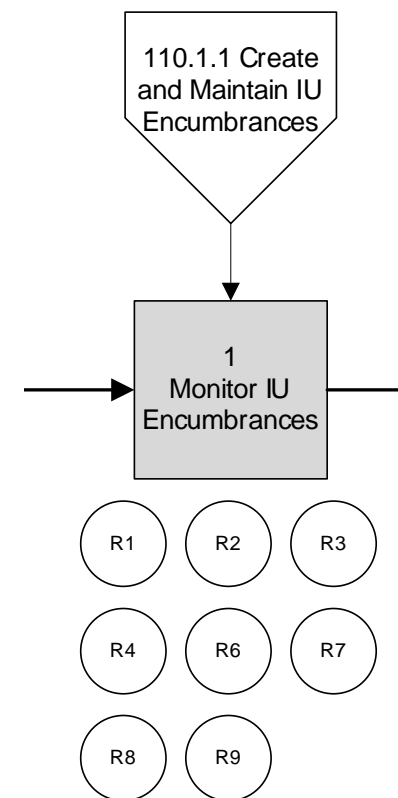 110.1.1 Create
and Maintain IU
Encumbrances
1
Monitor IU
Encumbrances
R1 R2 R3
R4 R6 R7
R8 R9